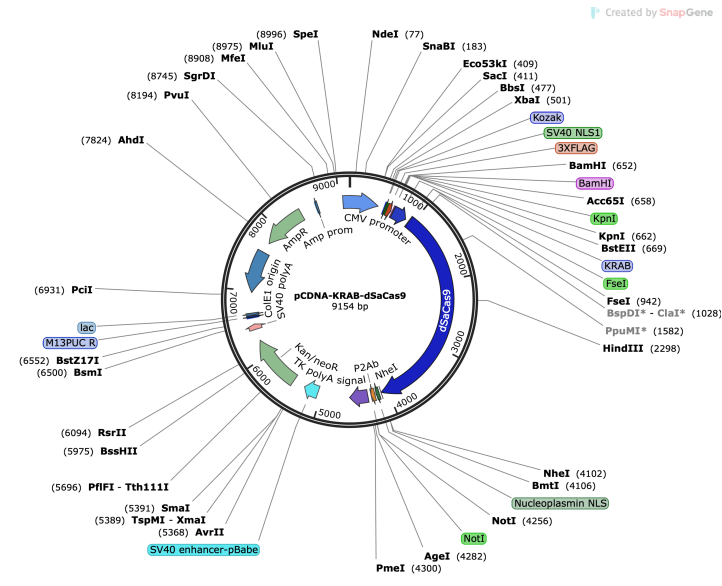 Created by SnapGene
(8996) SpeI
(8975) MluI
(8908) MfeI
(8745) SgrDI
(8194) PvuI
(7824) AhdI
NdeI (77)
SnaBI (183)
Eco53kI (409)
SacI (411)
BbsI (477)
XbaI (501)
Kozak
SV40 NLS1
3XFLAG
BamHI (652)
BamHI
Acc65I (658)
KpnI
KpnI (662)
BstEII (669)
KRAB
FseI
FseI (942)
BspDI* - ClaI* (1028)
PpuMI* (1582)
HindIII (2298)
9000
1000
2000
3000
4000
5000
6000
7000
8000
CMV promoter
Amp prom
AmpR
ColE1 origin
SV40 polyA
pCDNA-KRAB-dSaCas9
9154 bp
dSaCas9
Kan/neoR
TK polyA signal
P2Ab
NheI
(6931) PciI
lac
M13PUC R
(6552) BstZ17I
(6500) BsmI
(6094) RsrII
(5975) BssHII
(5696) PflFI - Tth111I
(5391) SmaI
(5389) TspMI - XmaI
(5368) AvrII
SV40 enhancer-pBabe
NheI (4102)
BmtI (4106)
Nucleoplasmin NLS
NotI (4256)
NotI
AgeI (4282)
PmeI (4300)